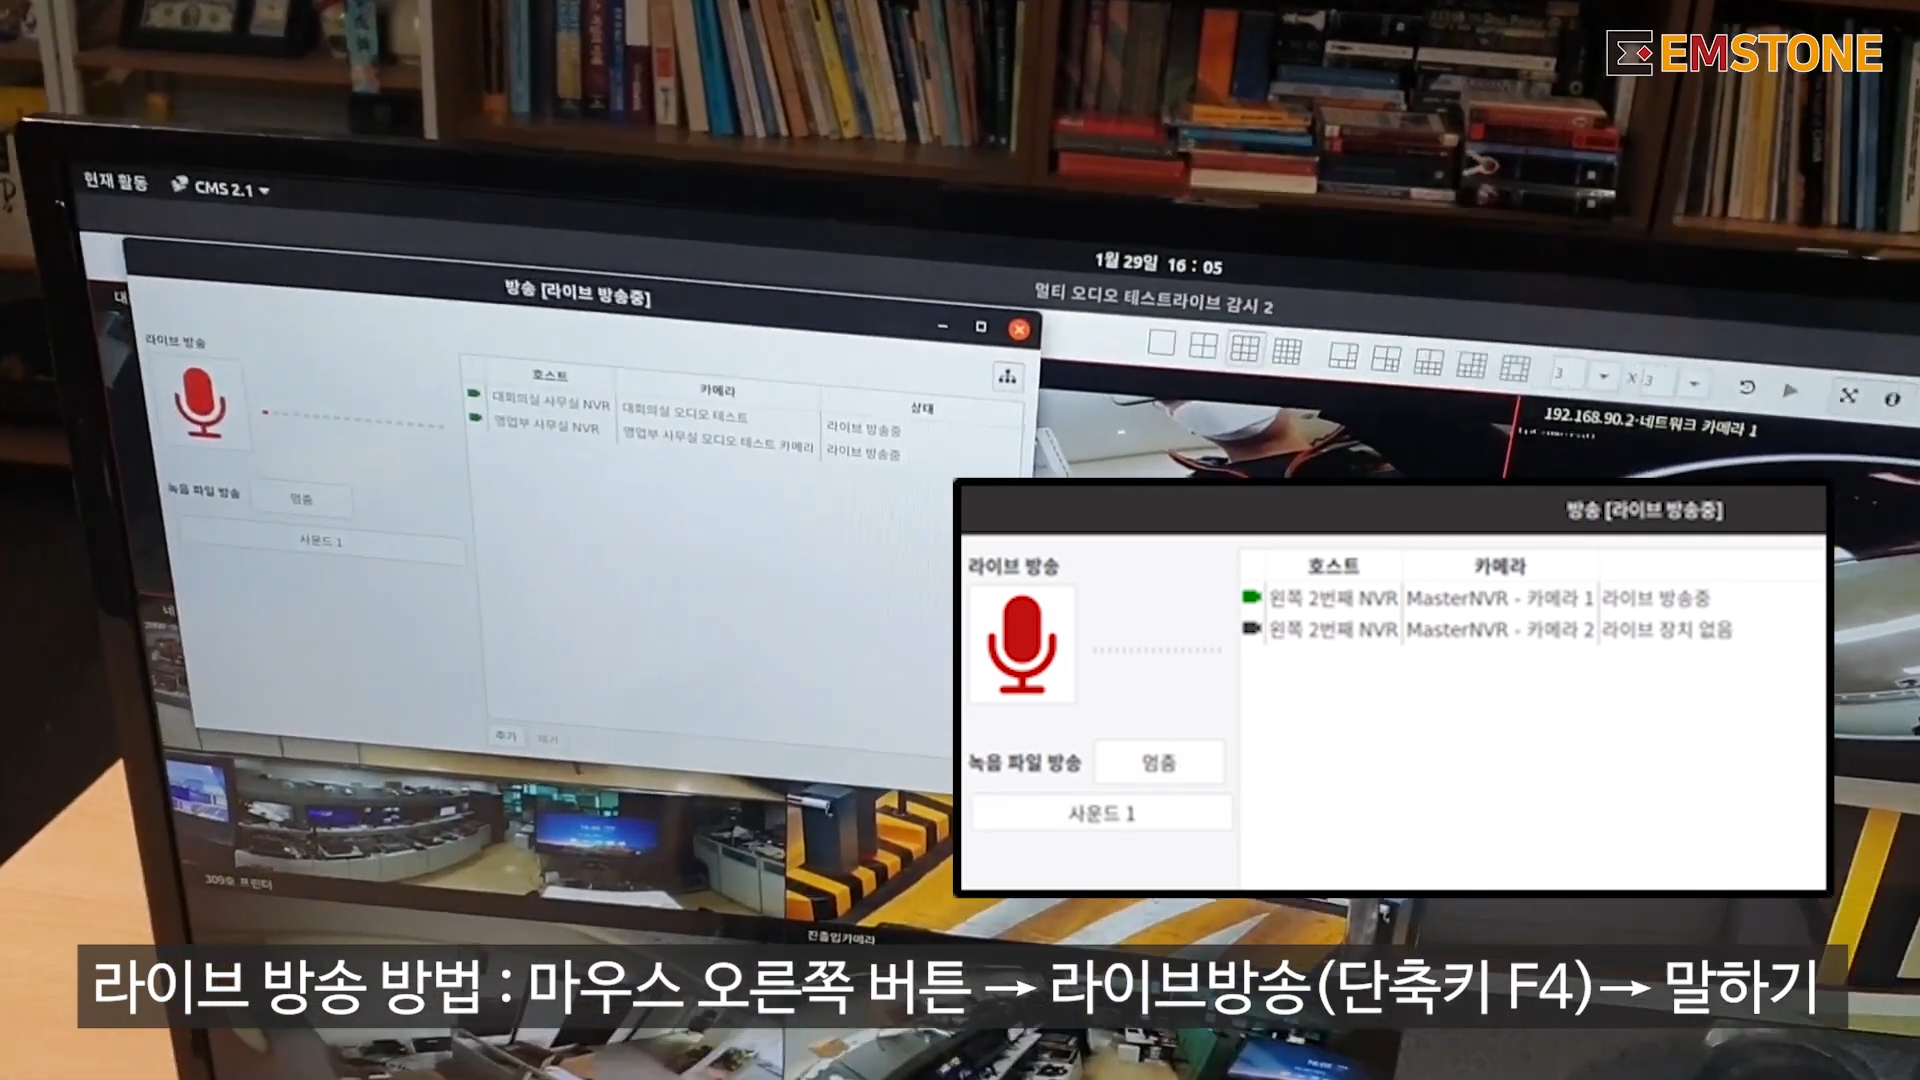 EMSTONE
현재 활동
CMS 2.1
1월 29일 16 : 05
멀티 오디오 테스트라이브 감시 2
방송 [라이브 방송중]
라이브 방송
호스트 카메라 상태
대회의실 사무실 NVR 대회의실 오디오 테스트 라이브 방송중
영업부 사무실 NVR 영업부 사무실 오디오 테스트 카메라 라이브 방송중
녹음 파일 방송 멈춤
사운드 1
추가 제거
3 X 3
192.168.90.2-네트워크 카메라 1
방송 [라이브 방송중]
라이브 방송
호스트 카메라
왼쪽 2번째 NVR MasterNVR - 카메라 1 라이브 방송중
왼쪽 2번째 NVR MasterNVR - 카메라 2 라이브 장치 없음
녹음 파일 방송 멈춤
사운드 1
309호 프린터
진출입카메라
라이브 방송 방법 : 마우스 오른쪽 버튼 → 라이브방송(단축키 F4)→ 말하기